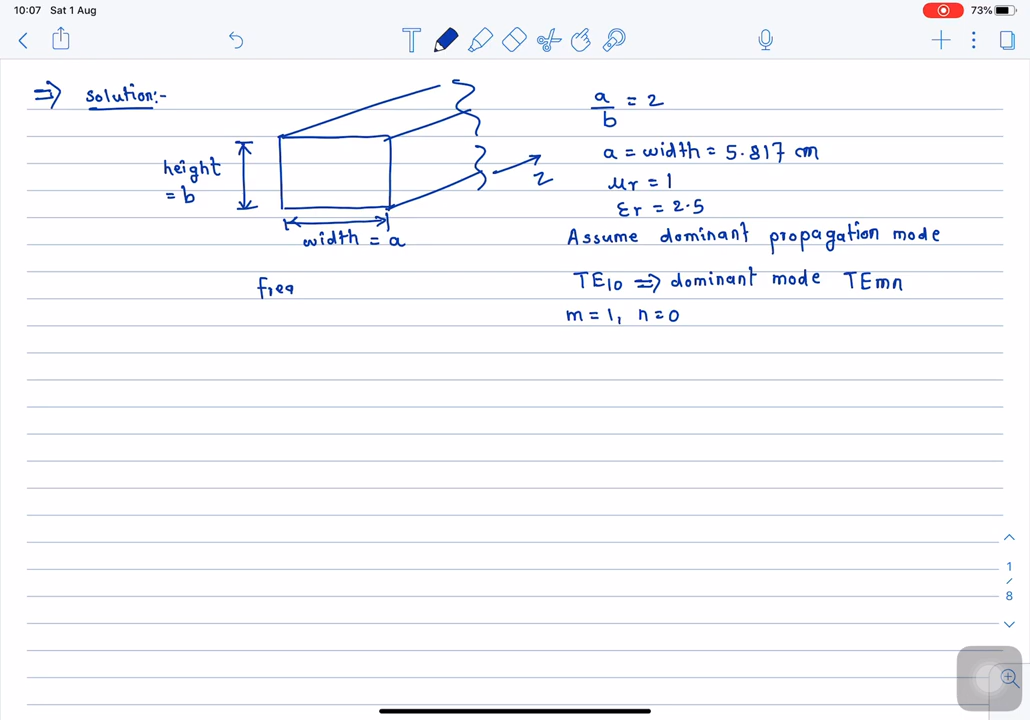 10:07 Sat 1 Aug
73%
T
⇒ solution:-
height
= b
width = a
z
a/b = 2
a = width = 5.817 cm
μr = 1
εr = 2.5
Assume dominant propagation mode
TE10 ⇒ dominant mode TEmn
m = 1, n = 0
freq
1
/
8